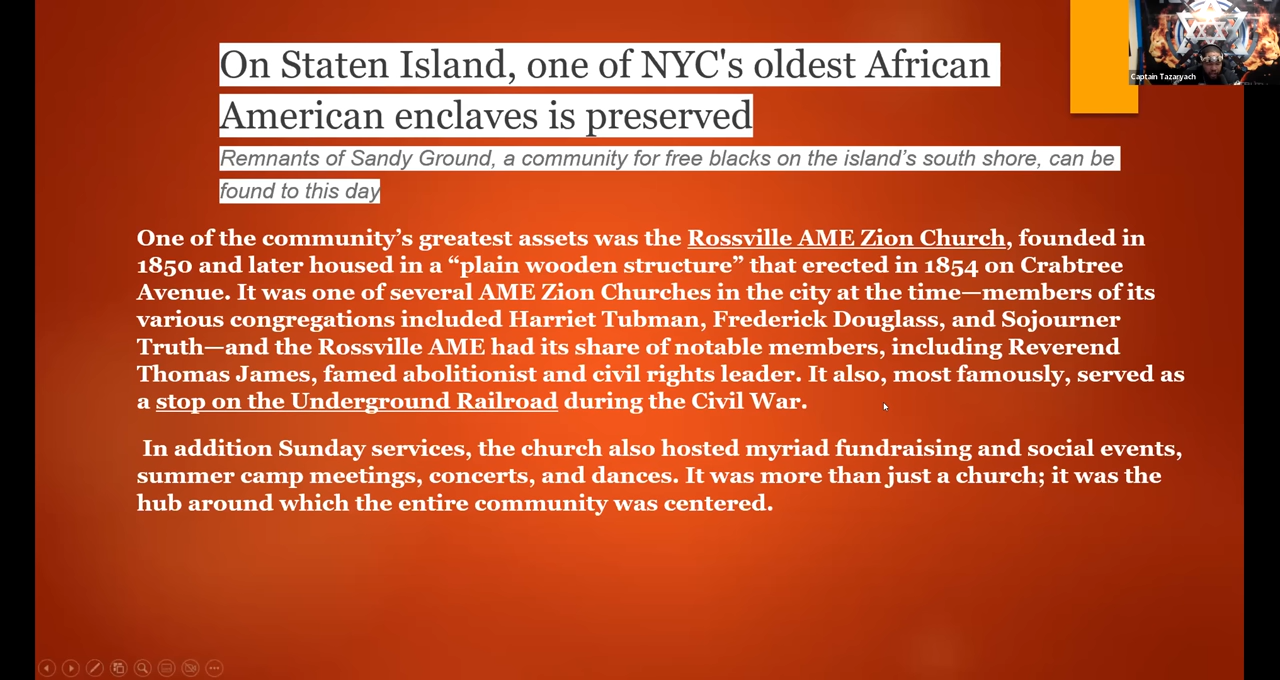 On Staten Island, one of NYC's oldest African
American enclaves is preserved
Remnants of Sandy Ground, a community for free blacks on the island's south shore, can be
found to this day
One of the community's greatest assets was the Rossville AME Zion Church, founded in
1850 and later housed in a “plain wooden structure” that erected in 1854 on Crabtree
Avenue. It was one of several AME Zion Churches in the city at the time—members of its
various congregations included Harriet Tubman, Frederick Douglass, and Sojourner
Truth—and the Rossville AME had its share of notable members, including Reverend
Thomas James, famed abolitionist and civil rights leader. It also, most famously, served as
a stop on the Underground Railroad during the Civil War.
In addition Sunday services, the church also hosted myriad fundraising and social events,
summer camp meetings, concerts, and dances. It was more than just a church; it was the
hub around which the entire community was centered.
Captain Tazaryach